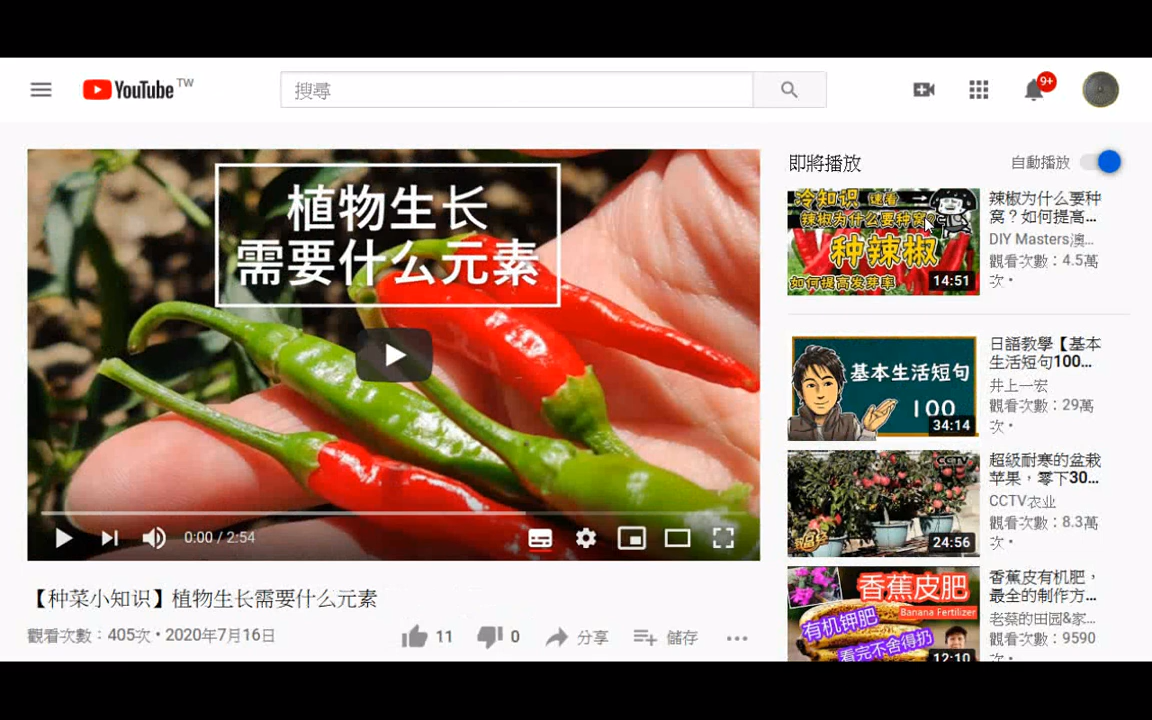 YouTube TW
搜尋
9+
植物生长
需要什么元素
0:00 / 2:54
【种菜小知识】植物生长需要什么元素
觀看次數：405次 • 2020年7月16日
11
0
分享
儲存
即將播放
自動播放
冷知识 速看
辣椒为什么要种窝?
种辣椒
如何提高发芽率
14:51
辣椒为什么要种
窝？如何提高...
DIY Masters澳...
觀看次數：4.5萬
次 •
基本生活短句
100
34:14
日語教學【基本
生活短句100...
井上一宏
觀看次數：29萬
次 •
CCTV
24:56
超級耐寒的盆栽
苹果，零下30...
CCTV农业
觀看次數：8.3萬
次 •
香蕉皮肥
Banana Fertilizer
有机钾肥
看完不舍得扔
12:10
香蕉皮有机肥，
最全的制作方...
老蔡的田园&家...
觀看次數：9590
次 •